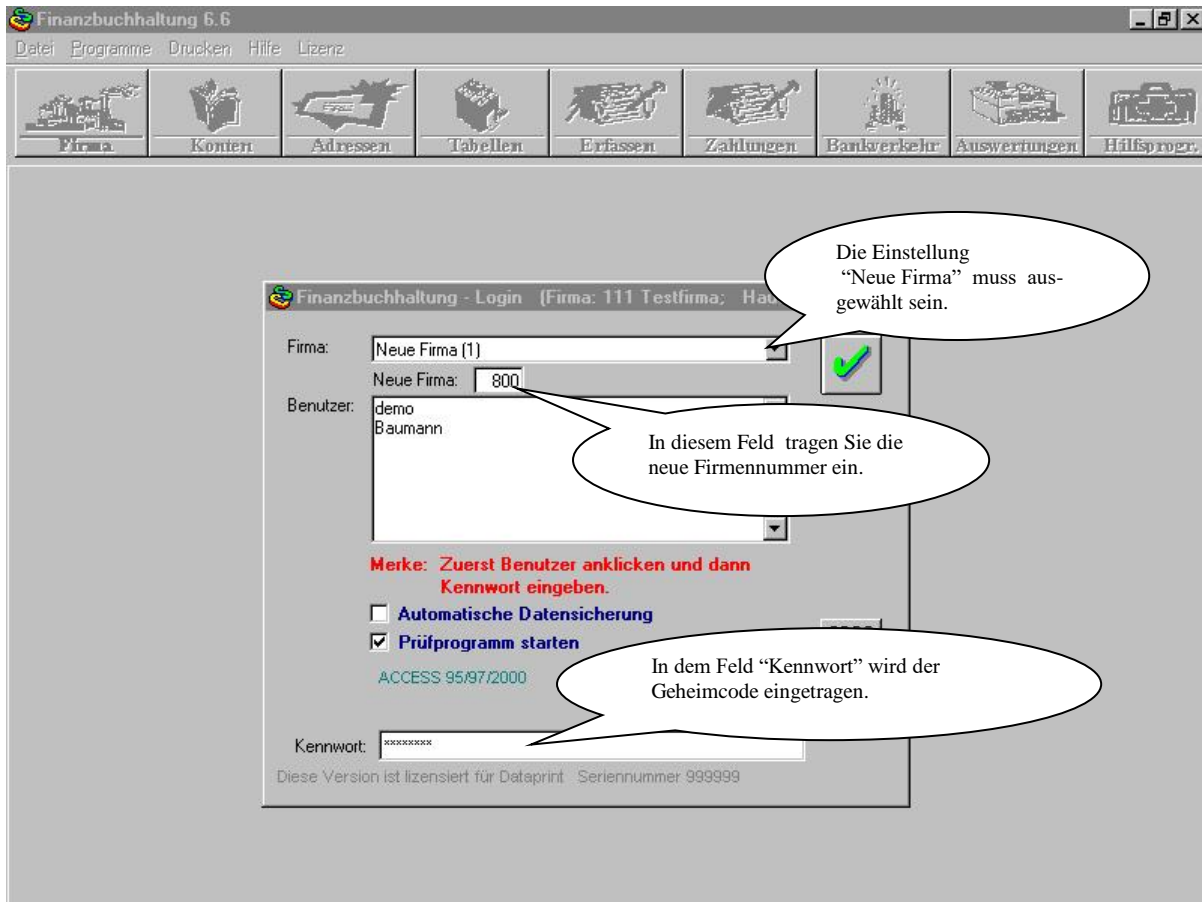 Finanzbuchhaltung 6.6
Datei Programme Drucken Hilfe Lizenz
Firma Konten Adressen Tabellen Erfassen Zahlungen Bankverkehr Auswertungen Hilfsprogr.
Die Einstellung
“Neue Firma” muss aus-
gewählt sein.
Finanzbuchhaltung - Login (Firma: 111 Testfirma;
Firma: Neue Firma (1)
Neue Firma: 800
Benutzer: demo
Baumann
In diesem Feld tragen Sie die
neue Firmennummer ein.
Merke: Zuerst Benutzer anklicken und dann
Kennwort eingeben.
Automatische Datensicherung
Prüfprogramm starten
ACCESS 95/97/2000
In dem Feld “Kennwort” wird der
Geheimcode eingetragen.
Kennwort: ********
Diese Version ist lizensiert für Dataprint Seriennummer 999999